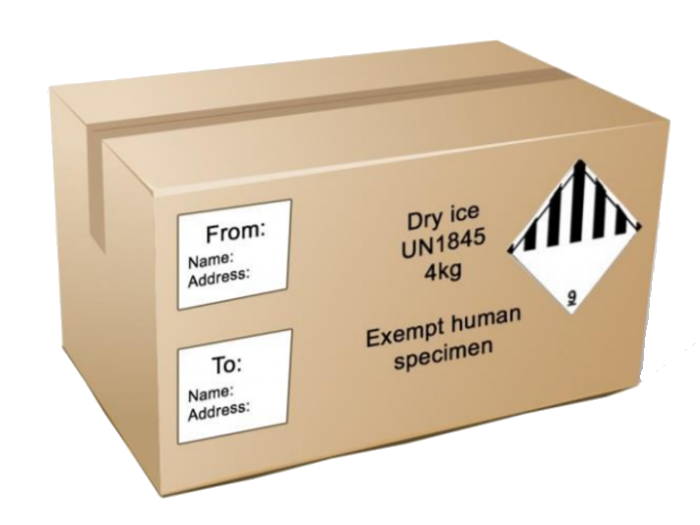 From:
Name:
Address:
To:
Name:
Address:
Dry ice
UN1845
4kg
Exempt human
specimen
9